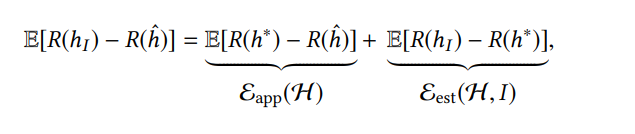 𝔼[R(h_I) − R(ĥ)] = 𝔼[R(h*) − R(ĥ)] + 𝔼[R(h_I) − R(h*)],
ℰ_app(ℋ) ℰ_est(ℋ, I)